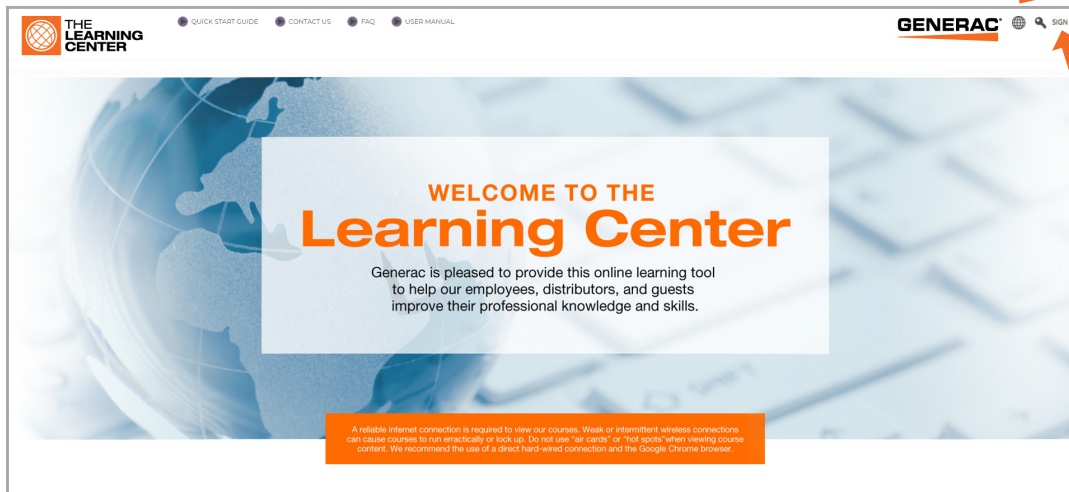 THE
LEARNING
CENTER
QUICK START GUIDE CONTACT US FAQ USER MANUAL
GENERAC
SIGN
WELCOME TO THE
Learning Center
Generac is pleased to provide this online learning tool
to help our employees, distributors, and guests
improve their professional knowledge and skills.
A reliable internet connection is required to view our courses. Weak or intermittent wireless connections
can cause courses to run erractically or lock up. Do not use "air cards" or "hot spots"when viewing course
content. We recommend the use of a direct hard-wired connection and the Google Chrome browser.